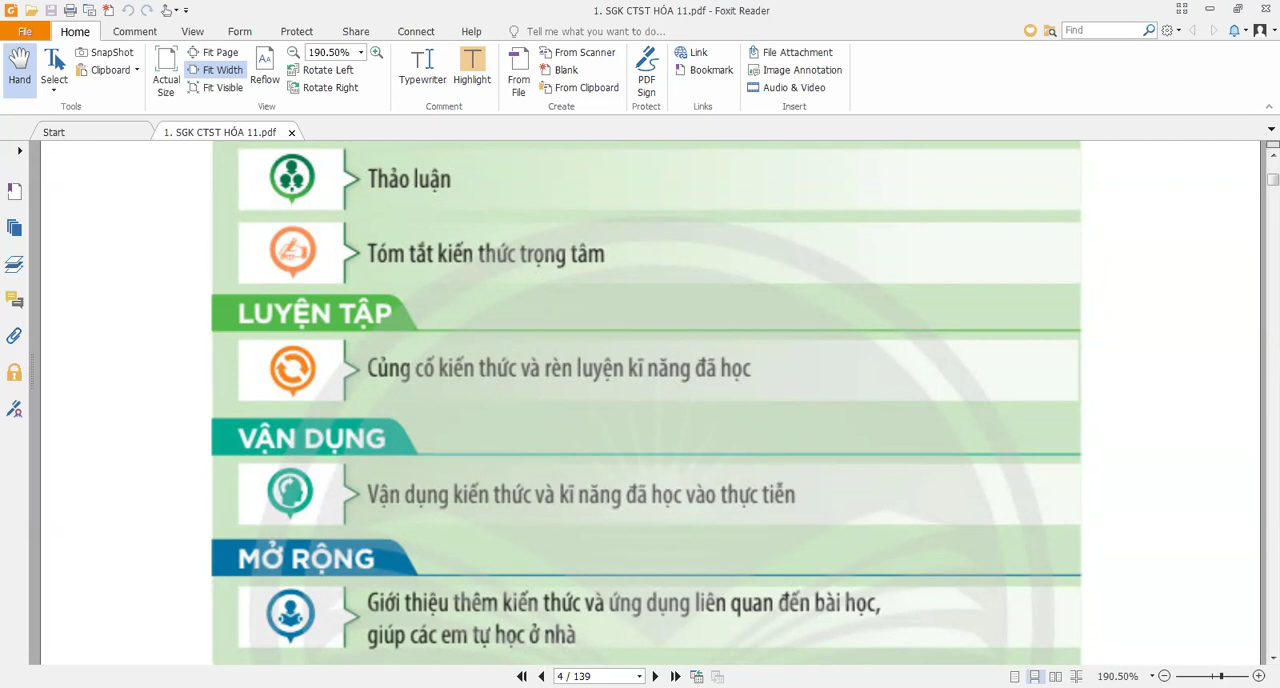 1. SGK CTST HÓA 11.pdf - Foxit Reader
File Home Comment View Form Protect Share Connect Help Tell me what you want to do... Find
Hand
Select
SnapShot
Clipboard
Tools
Actual Size
Fit Page
Fit Width
Fit Visible
Reflow
190.50%
Rotate Left
Rotate Right
View
Typewriter
Highlight
Comment
From File
From Scanner
Blank
From Clipboard
Create
PDF Sign
Protect
Link
Bookmark
Links
File Attachment
Image Annotation
Audio & Video
Insert
Start
1. SGK CTST HÓA 11.pdf
Thảo luận
Tóm tắt kiến thức trọng tâm
LUYỆN TẬP
Củng cố kiến thức và rèn luyện kĩ năng đã học
VẬN DỤNG
Vận dụng kiến thức và kĩ năng đã học vào thực tiễn
MỞ RỘNG
Giới thiệu thêm kiến thức và ứng dụng liên quan đến bài học,
giúp các em tự học ở nhà
4 / 139
190.50%